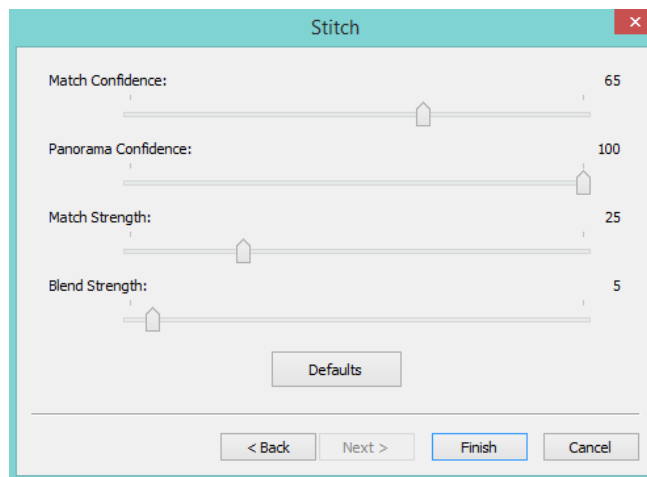 Stitch
Match Confidence: 65
Panorama Confidence: 100
Match Strength: 25
Blend Strength: 5
Defaults
< Back Next > Finish Cancel